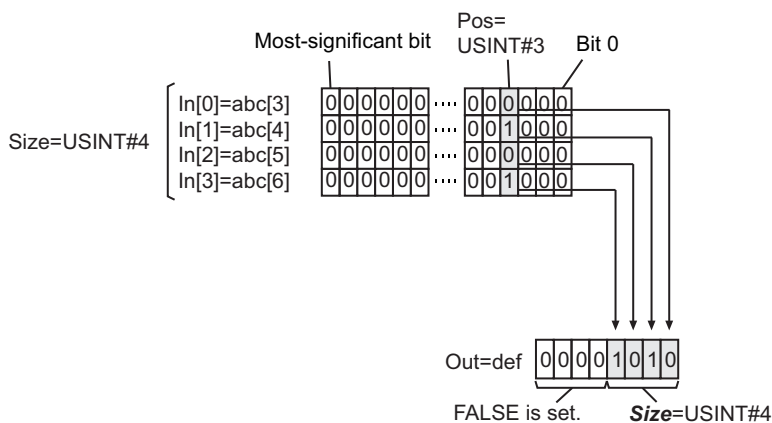 Pos=
USINT#3
Most-significant bit
Bit 0
Size=USINT#4
In[0]=abc[3] 0 0 0 0 0 0 ···· 0 0 0 0 0 0
In[1]=abc[4] 0 0 0 0 0 0 ···· 0 0 1 0 0 0
In[2]=abc[5] 0 0 0 0 0 0 ···· 0 0 0 0 0 0
In[3]=abc[6] 0 0 0 0 0 0 ···· 0 0 1 0 0 0
Out=def 0 0 0 0 1 0 1 0
FALSE is set.
Size=USINT#4